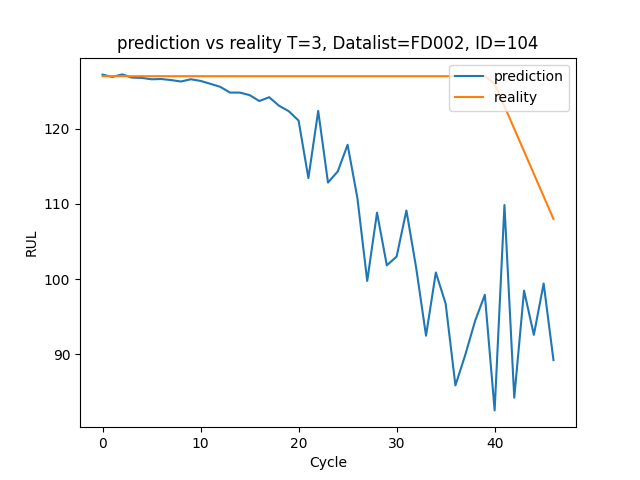 prediction vs reality T=3, Datalist=FD002, ID=104
prediction
reality
RUL
120
110
100
90
0 10 20 30 40
Cycle